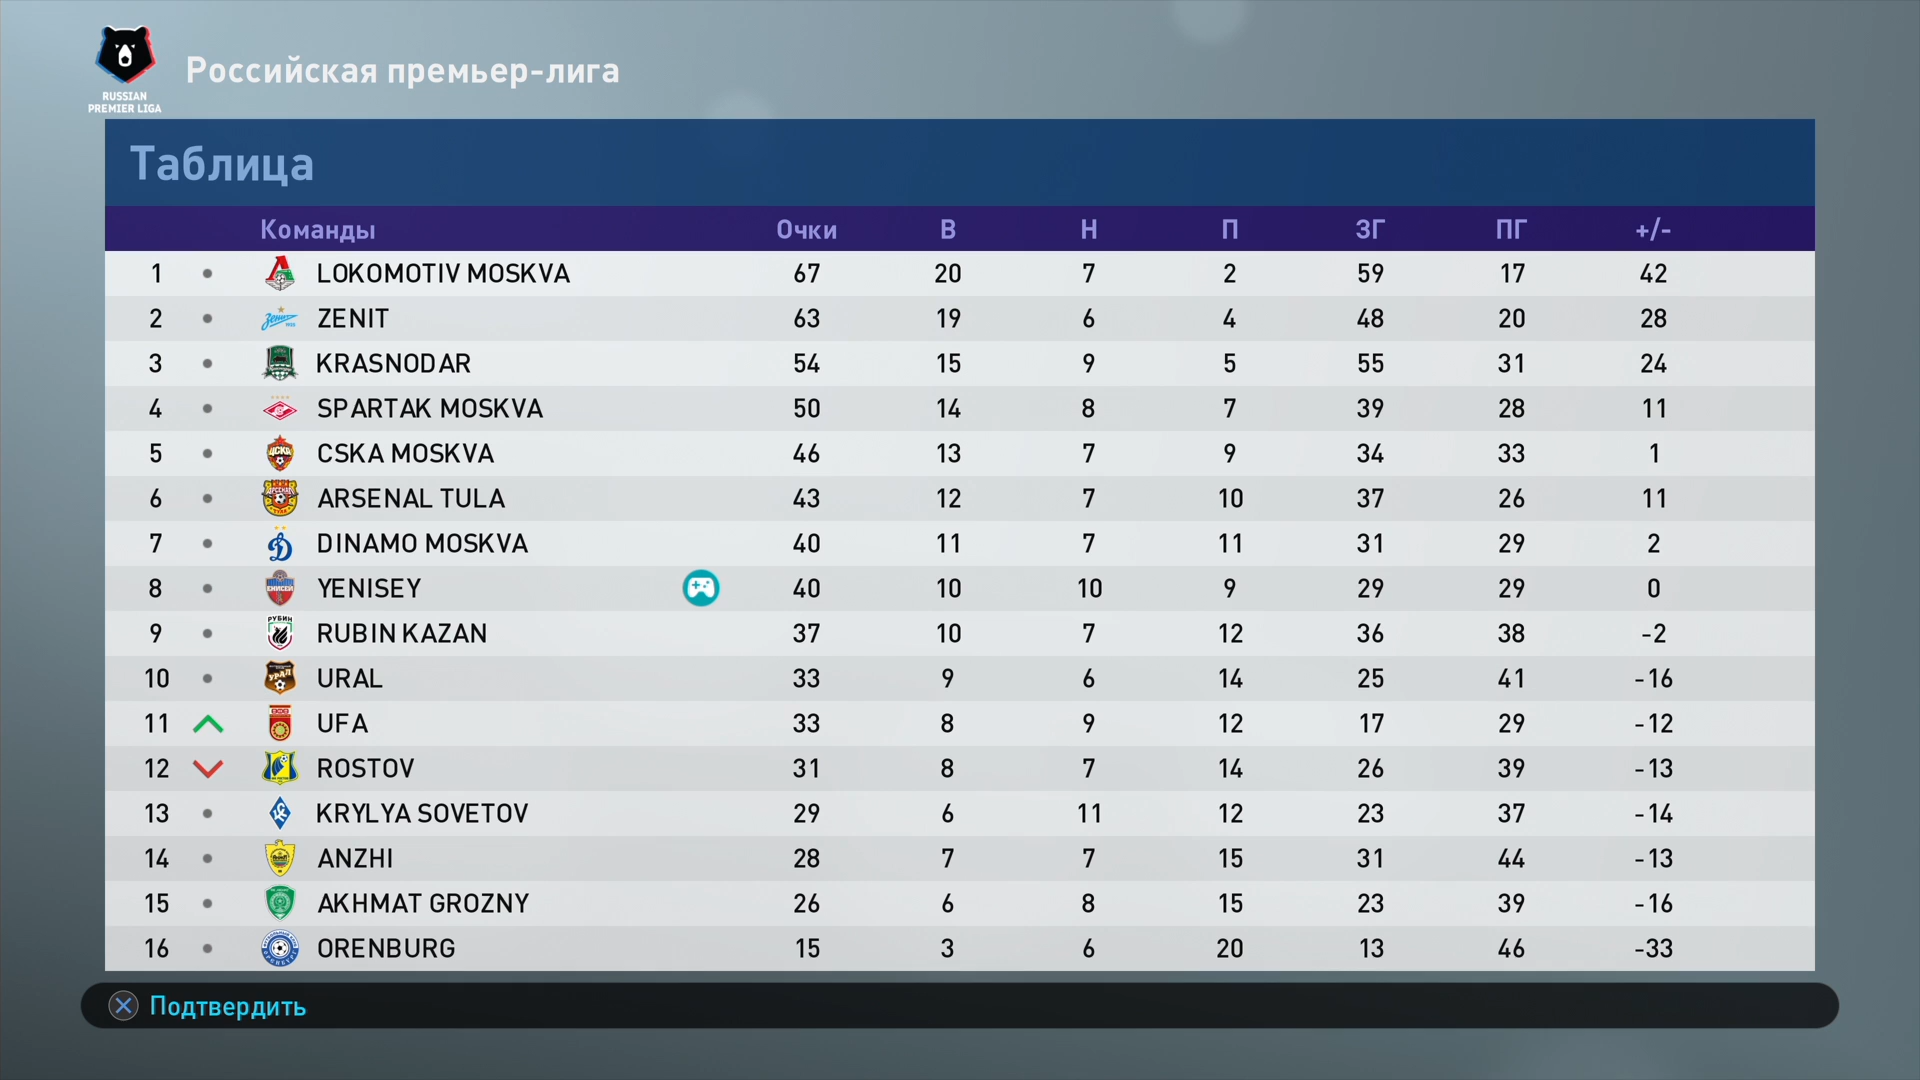 RUSSIAN
PREMIER LIGA
Российская премьер-лига
Таблица
Команды Очки В Н П ЗГ ПГ +/-
1 LOKOMOTIV MOSKVA 67 20 7 2 59 17 42
2 ZENIT 63 19 6 4 48 20 28
3 KRASNODAR 54 15 9 5 55 31 24
4 SPARTAK MOSKVA 50 14 8 7 39 28 11
5 CSKA MOSKVA 46 13 7 9 34 33 1
6 ARSENAL TULA 43 12 7 10 37 26 11
7 DINAMO MOSKVA 40 11 7 11 31 29 2
8 YENISEY 40 10 10 9 29 29 0
9 RUBIN KAZAN 37 10 7 12 36 38 -2
10 URAL 33 9 6 14 25 41 -16
11 UFA 33 8 9 12 17 29 -12
12 ROSTOV 31 8 7 14 26 39 -13
13 KRYLYA SOVETOV 29 6 11 12 23 37 -14
14 ANZHI 28 7 7 15 31 44 -13
15 AKHMAT GROZNY 26 6 8 15 23 39 -16
16 ORENBURG 15 3 6 20 13 46 -33
Подтвердить